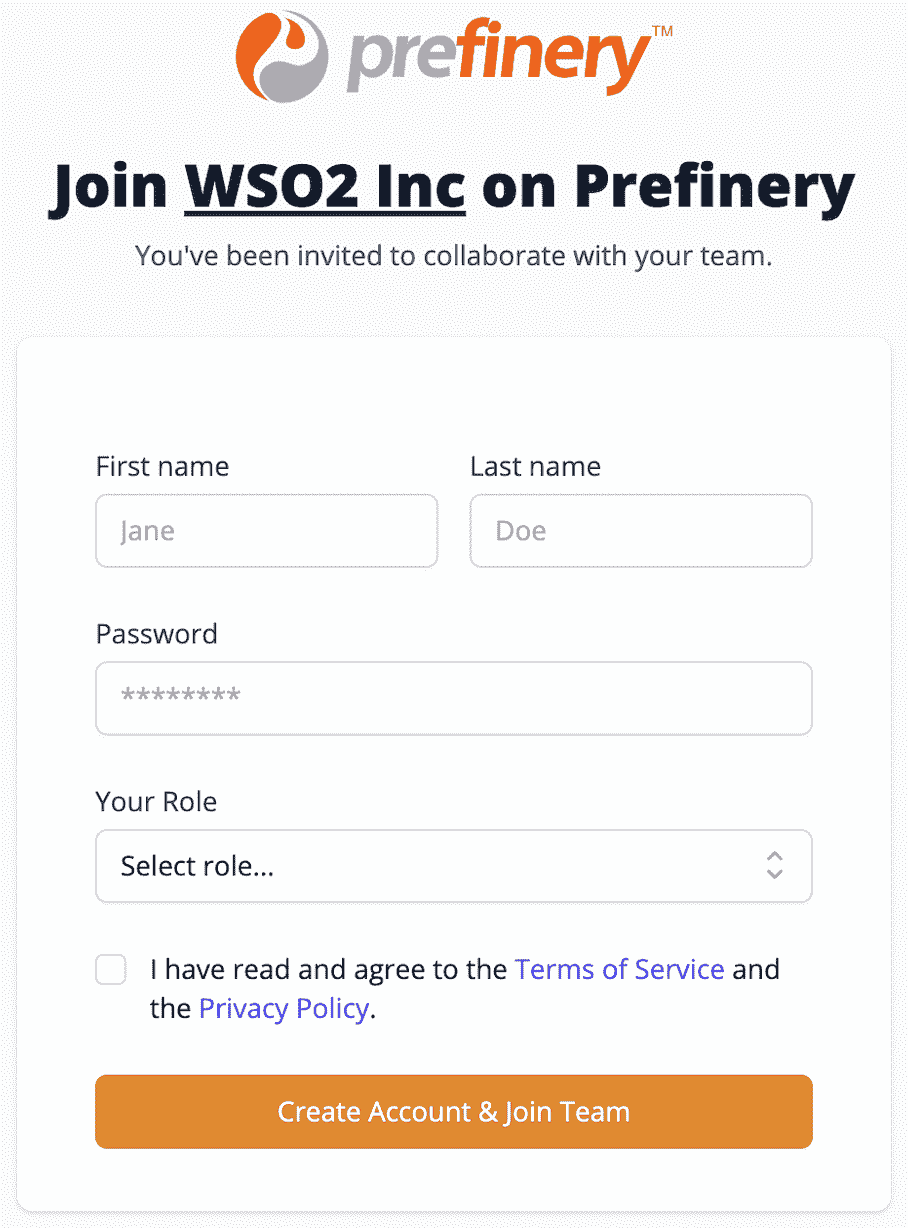 prefinery™
Join WSO2 Inc on Prefinery
You've been invited to collaborate with your team.
First name
Last name
Jane
Doe
Password
********
Your Role
Select role...
I have read and agree to the Terms of Service and
the Privacy Policy.
Create Account & Join Team